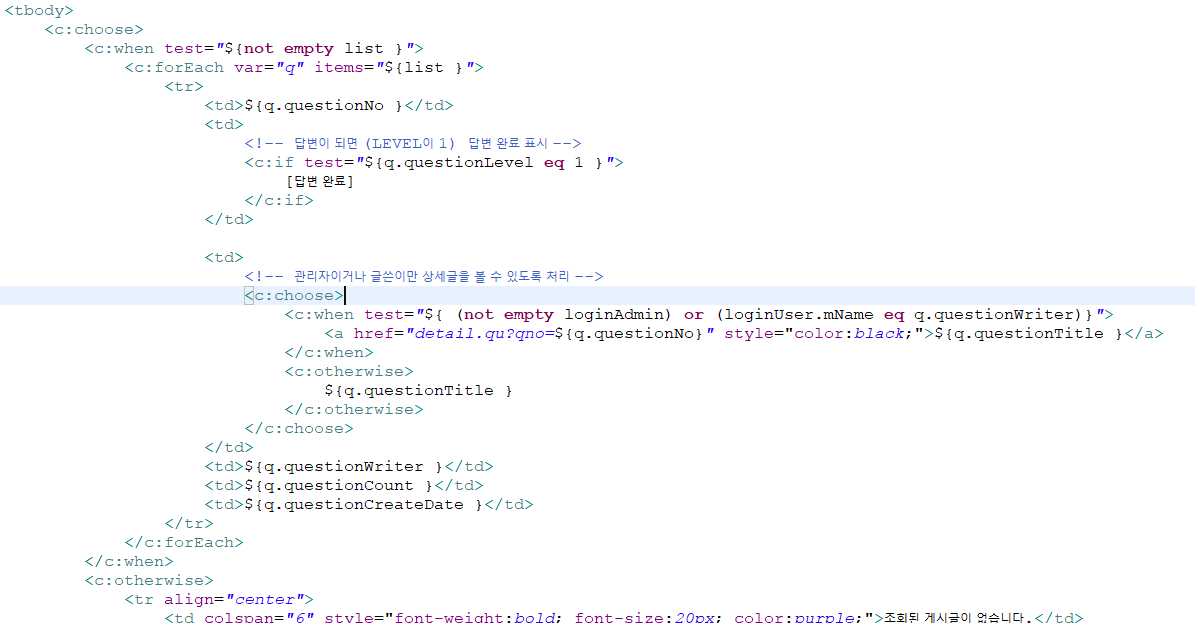 <tbody>
<c:choose>
<c:when test="${not empty list }">
<c:forEach var="q" items="${list }">
<tr>
<td>${q.questionNo }</td>
<td>
<!-- 답변이 되면 (LEVEL이 1)  답변 완료 표시 -->
<c:if test="${q.questionLevel eq 1 }">
[답변 완료]
</c:if>
</td>
<td>
<!-- 관리자이거나 글쓴이만 상세글을 볼 수 있도록 처리 -->
<c:choose>
<c:when test="${ (not empty loginAdmin) or (loginUser.mName eq q.questionWriter)}">
<a href="detail.qu?qno=${q.questionNo}" style="color:black;">${q.questionTitle }</a>
</c:when>
<c:otherwise>
${q.questionTitle }
</c:otherwise>
</c:choose>
</td>
<td>${q.questionWriter }</td>
<td>${q.questionCount }</td>
<td>${q.questionCreateDate }</td>
</tr>
</c:forEach>
</c:when>
<c:otherwise>
<tr align="center">
<td colspan="6" style="font-weight:bold; font-size:20px; color:purple;">조회된 게시글이 없습니다.</td>